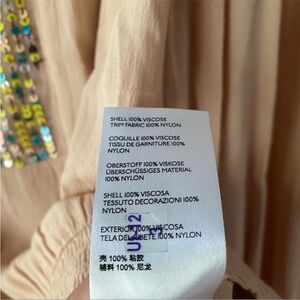 SHELL 100% VISCOSE
TRIM FABRIC 100% NYLON
COQUILLE 100% VISCOSE
TISSU DE GARNITURE 100%
NYLON
OBERSTOFF 100% VISKOSE
ÜBERSCHÜSSIGES MATERIAL
100% NYLON
SHELL 100% VISCOSA
TESSUTO DECORAZIONI 100%
NYLON
EXTERIOR 100% VISCOSA
TELA DEL RIBETE 100% NYLON
壳 100% 粘胶
辅料 100% 尼龙